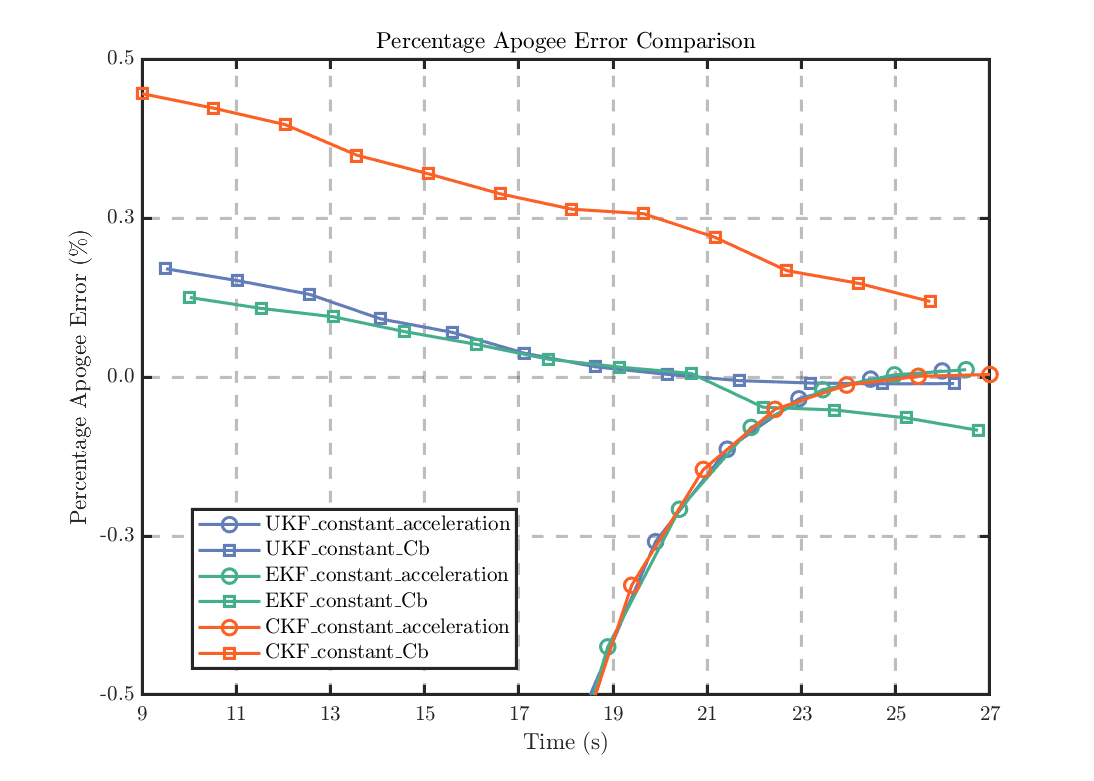 Percentage Apogee Error Comparison
0.5
0.3
0.0
-0.3
-0.5
Percentage Apogee Error (%)
UKF_constant_acceleration
UKF_constant_Cb
EKF_constant_acceleration
EKF_constant_Cb
CKF_constant_acceleration
CKF_constant_Cb
9 11 13 15 17 19 21 23 25 27
Time (s)